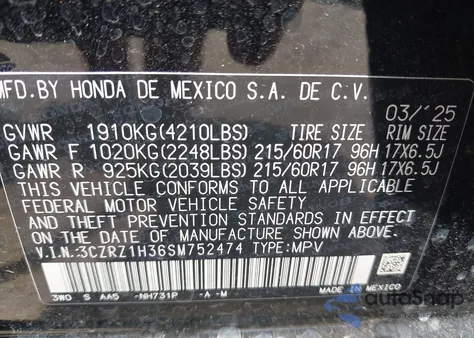 MFD.BY HONDA DE MEXICO S.A. DE C.V.
03/'25
GVWR 1910KG(4210LBS) TIRE SIZE RIM SIZE
GAWR F 1020KG(2248LBS) 215/60R17 96H 17X6.5J
GAWR R 925KG(2039LBS) 215/60R17 96H 17X6.5J
THIS VEHICLE CONFORMS TO ALL APPLICABLE
FEDERAL MOTOR VEHICLE SAFETY
AND THEFT PREVENTION STANDARDS IN EFFECT
ON THE DATE OF MANUFACTURE SHOWN ABOVE.
V.I.N.:3CZRZ1H36SM752474 TYPE:MPV
3W0 S AA5 -NH731P -A-M
MADE IN MEXICO
autoSnap